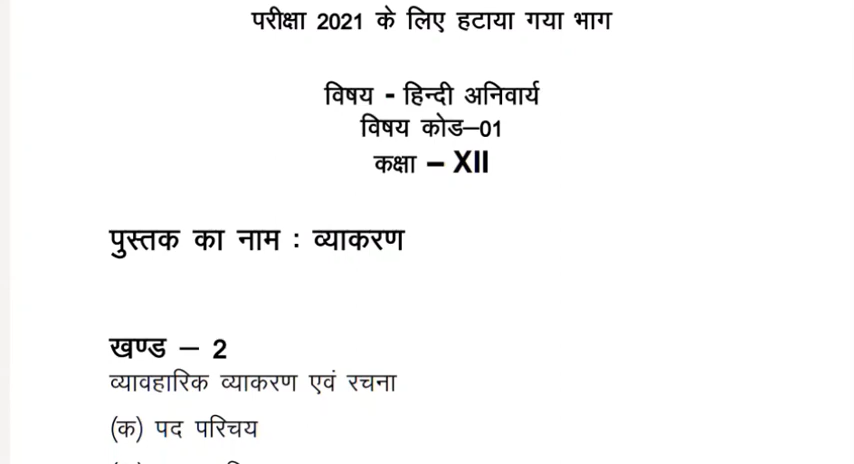 परीक्षा 2021 के लिए हटाया गया भाग
विषय - हिन्दी अनिवार्य
विषय कोड–01
कक्षा – XII
पुस्तक का नाम : व्याकरण
खण्ड – 2
व्यावहारिक व्याकरण एवं रचना
(क) पद परिचय